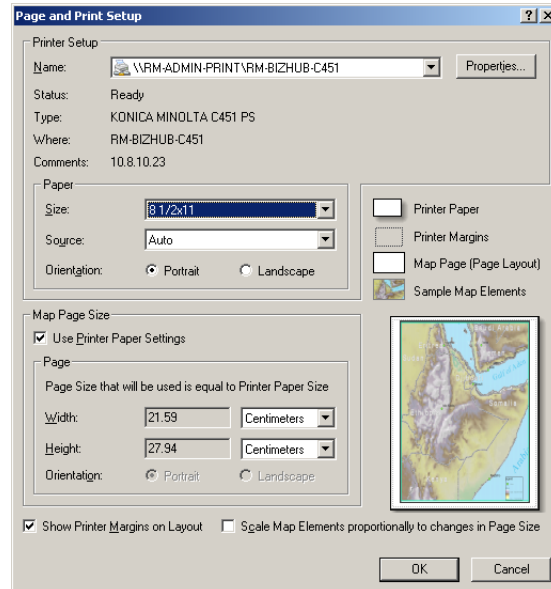 Page and Print Setup
Printer Setup
Name: \\RM-ADMIN-PRINT\RM-BIZHUB-C451 Properties...
Status: Ready
Type: KONICA MINOLTA C451 PS
Where: RM-BIZHUB-C451
Comments: 10.8.10.23
Paper
Size: 8 1/2x11
Source: Auto
Orientation: Portrait Landscape
Printer Paper
Printer Margins
Map Page (Page Layout)
Sample Map Elements
Map Page Size
Use Printer Paper Settings
Page
Page Size that will be used is equal to Printer Paper Size
Width: 21.59 Centimeters
Height: 27.94 Centimeters
Orientation: Portrait Landscape
Saudi Arabia
Somalia
Show Printer Margins on Layout Scale Map Elements proportionally to changes in Page Size
OK Cancel